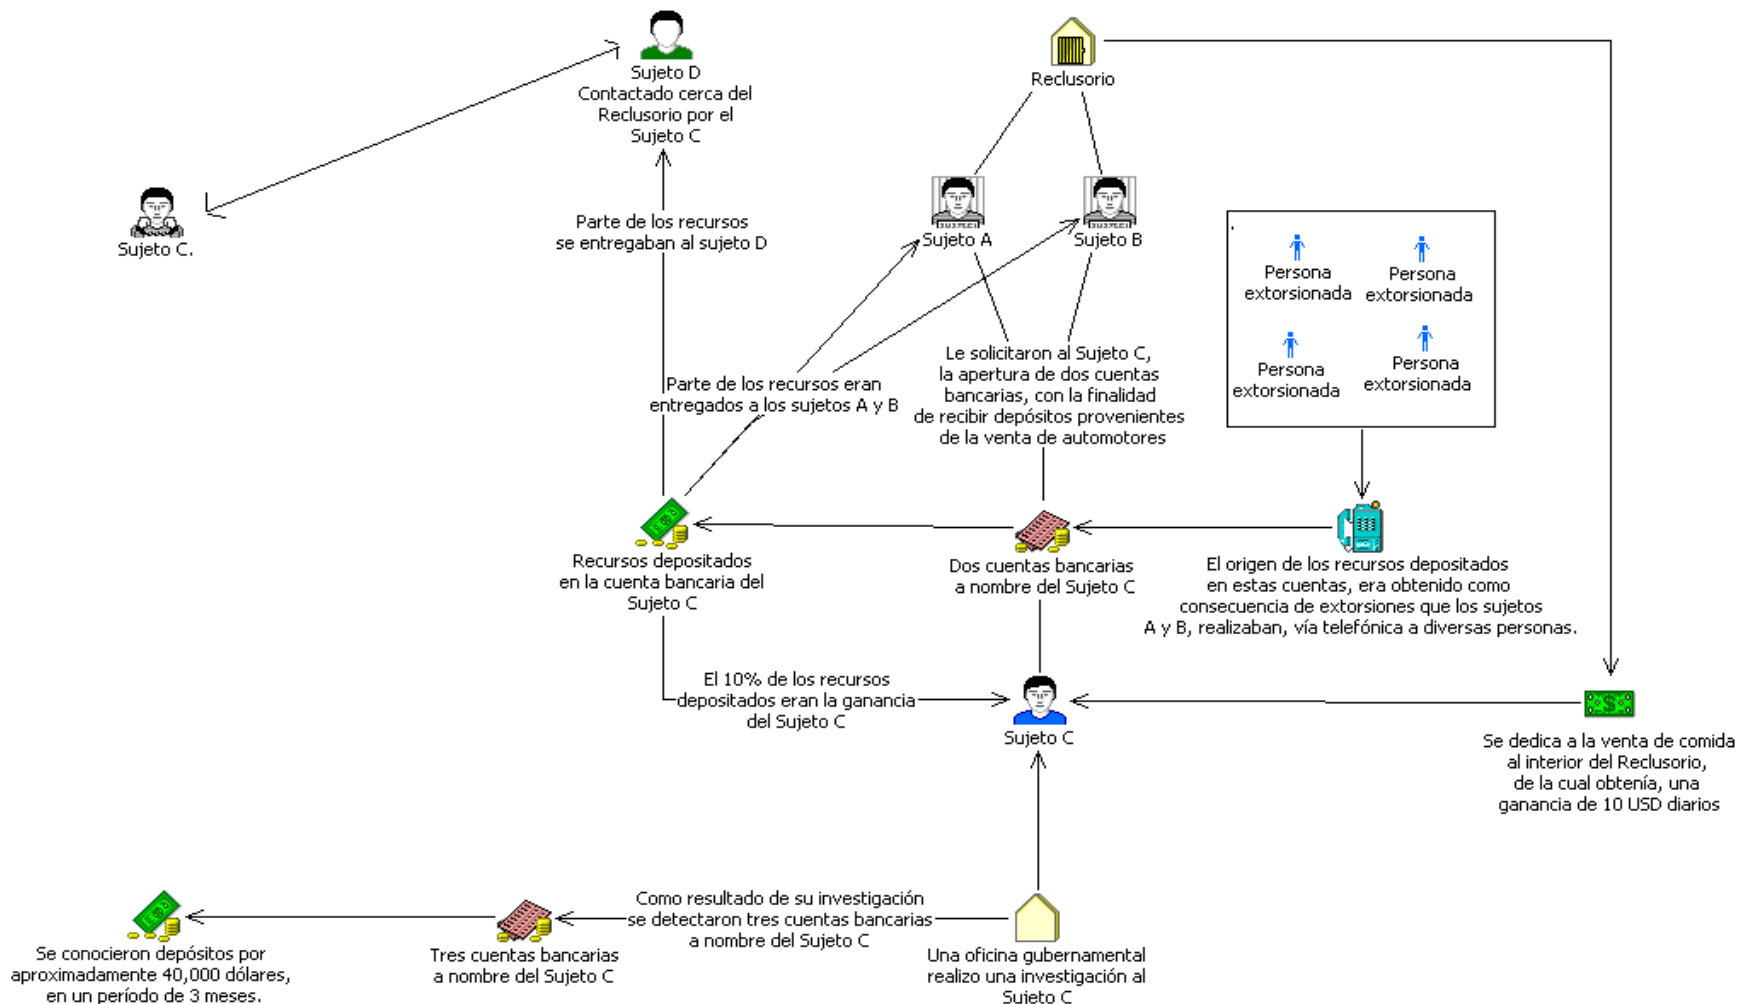 Sujeto D
Contactado cerca del
Reclusorio por el
Sujeto C
Reclusorio
Sujeto C.
Parte de los recursos
se entregaban al sujeto D
SUSPECT
Sujeto A
SUSPECT
Sujeto B
Persona
extorsionada
Persona
extorsionada
Persona
extorsionada
Persona
extorsionada
Parte de los recursos eran
entregados a los sujetos A y B
Le solicitaron al Sujeto C,
la apertura de dos cuentas
bancarias, con la finalidad
de recibir depósitos provenientes
de la venta de automotores
Recursos depositados
en la cuenta bancaria del
Sujeto C
Dos cuentas bancarias
a nombre del Sujeto C
El origen de los recursos depositados
en estas cuentas, era obtenido como
consecuencia de extorsiones que los sujetos
A y B, realizaban, vía telefónica a diversas personas.
El 10% de los recursos
depositados eran la ganancia
del Sujeto C
Sujeto C
$
Se dedica a la venta de comida
al interior del Reclusorio,
de la cual obtenía, una
ganancia de 10 USD diarios
Como resultado de su investigación
se detectaron tres cuentas bancarias
a nombre del Sujeto C
Se conocieron depósitos por
aproximadamente 40,000 dólares,
en un período de 3 meses.
Tres cuentas bancarias
a nombre del Sujeto C
Una oficina gubernamental
realizo una investigación al
Sujeto C